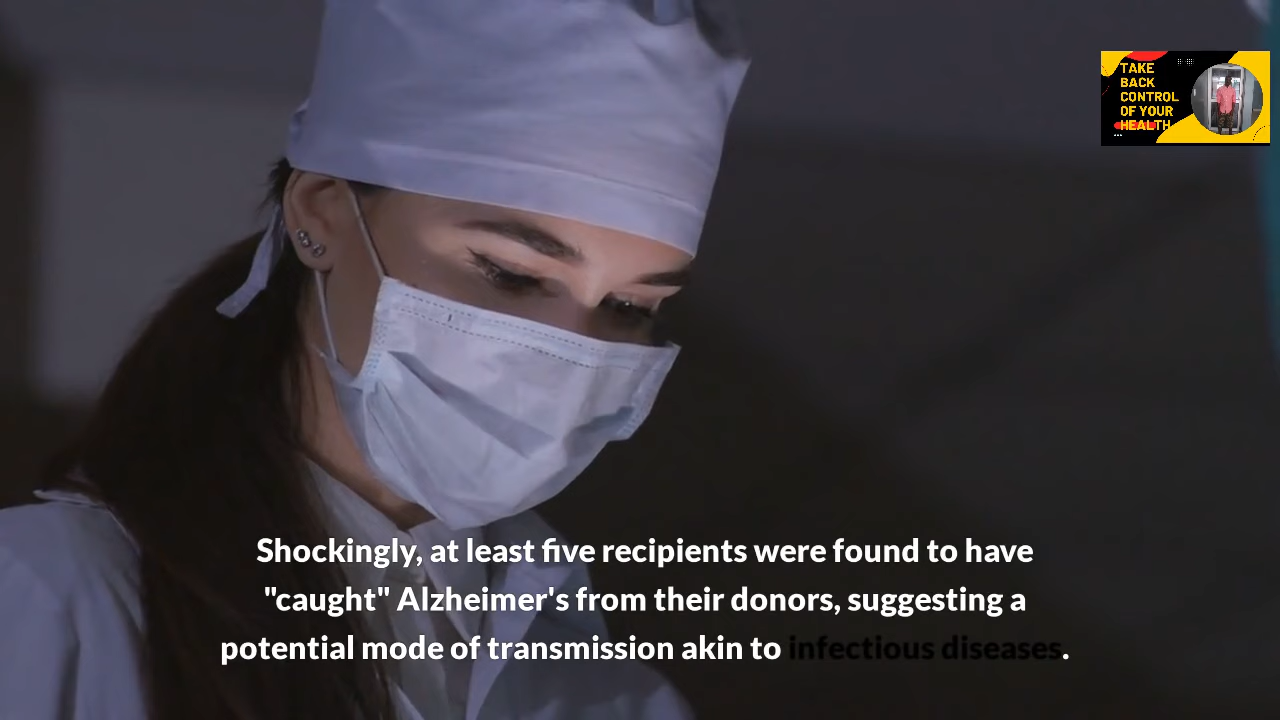 TAKE
BACK
CONTROL
OF YOUR
HEALTH
Shockingly, at least five recipients were found to have
"caught" Alzheimer's from their donors, suggesting a
potential mode of transmission akin to infectious diseases.